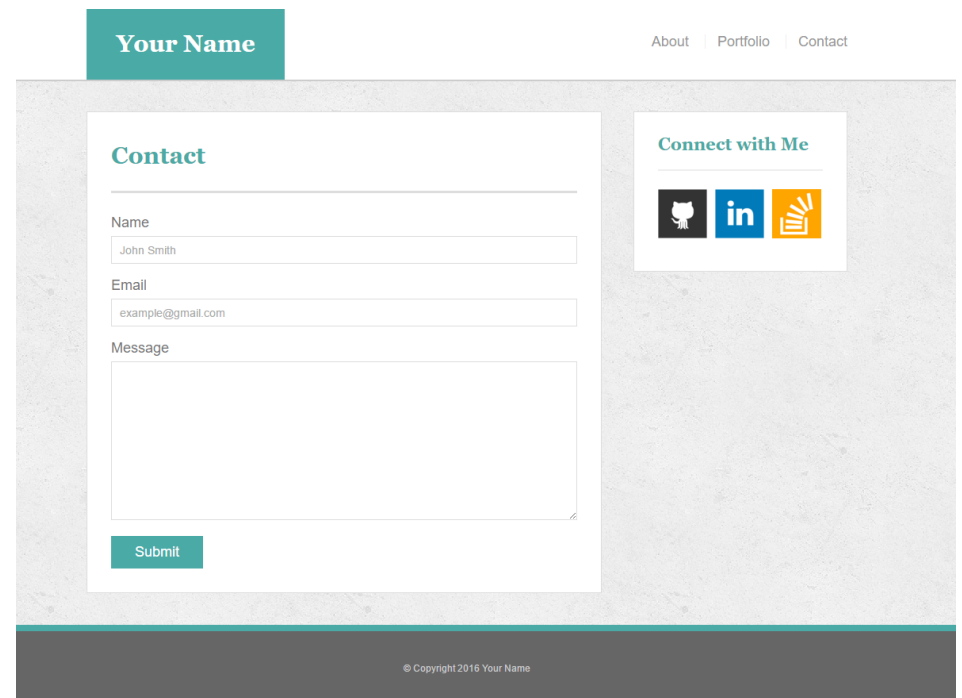 Your Name
About Portfolio Contact
Contact
Name
John Smith
Email
example@gmail.com
Message
Submit
Connect with Me
in
© Copyright 2016 Your Name